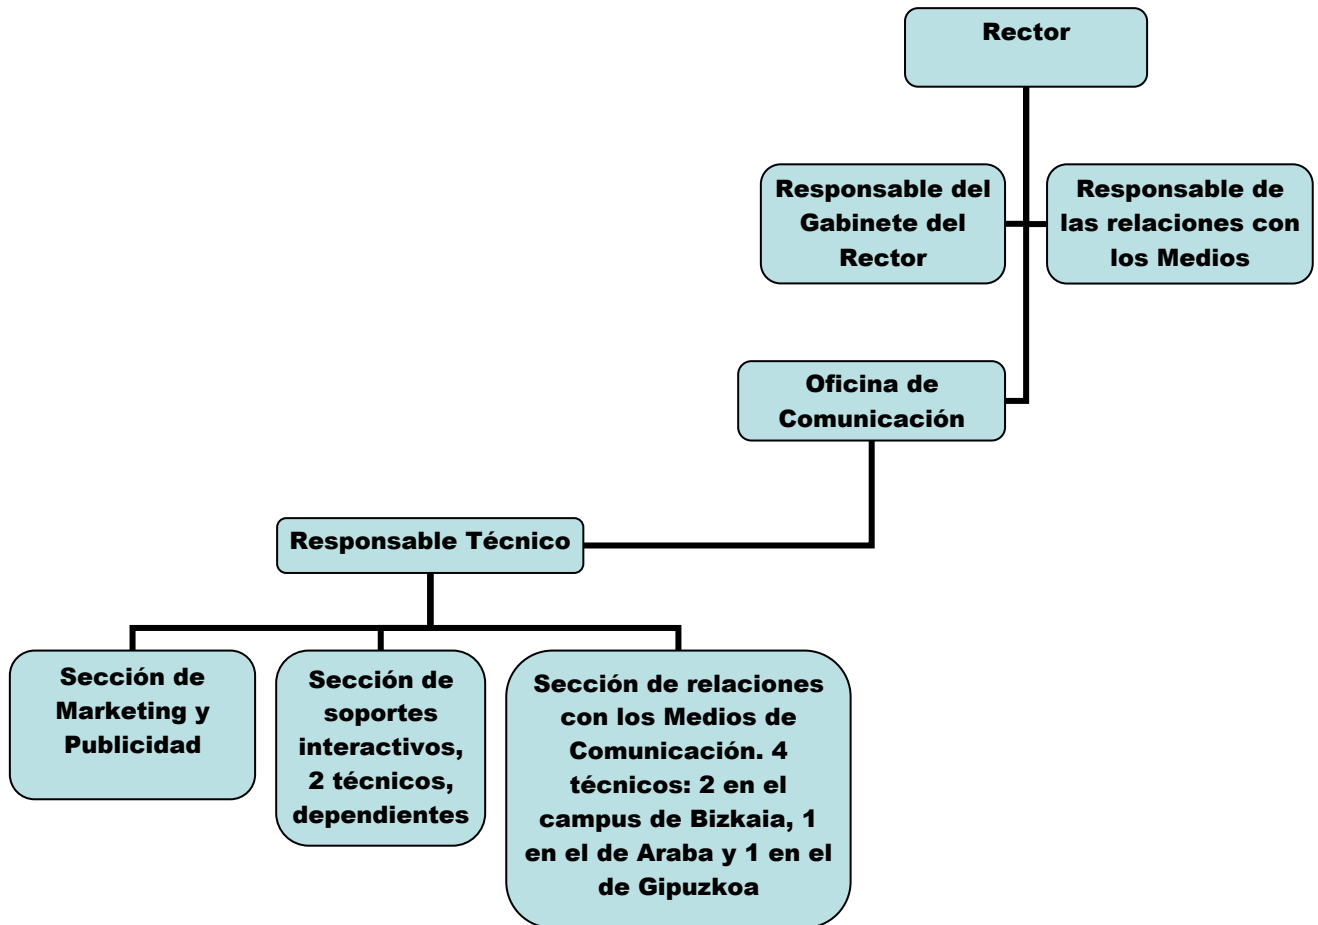 Rector
Responsable del
Gabinete del
Rector
Responsable de
las relaciones con
los Medios
Oficina de
Comunicación
Responsable Técnico
Sección de
Marketing y
Publicidad
Sección de
soportes
interactivos,
2 técnicos,
dependientes
Sección de relaciones
con los Medios de
Comunicación. 4
técnicos: 2 en el
campus de Bizkaia, 1
en el de Araba y 1 en el
de Gipuzkoa